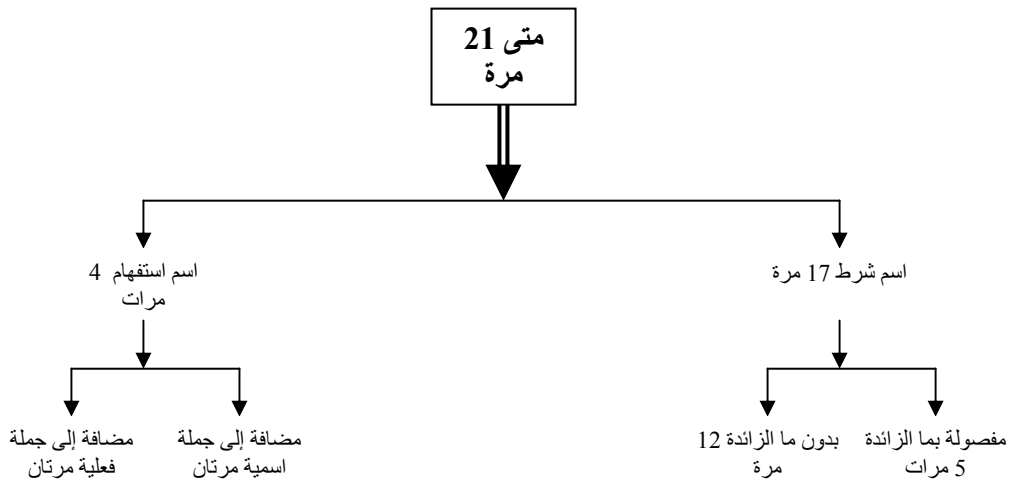 متى 21
مرة
اسم شرط 17 مرة
اسم استفهام 4
مرات
مفصولة بما الزائدة
5 مرات
بدون ما الزائدة 12
مرة
مضافة إلى جملة
اسمية مرتان
مضافة إلى جملة
فعلية مرتان